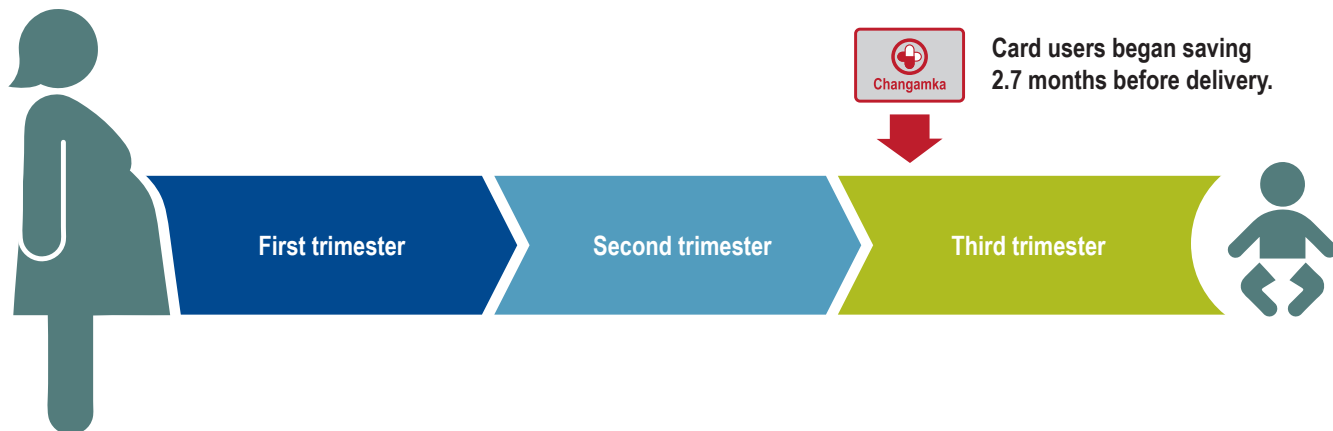 Changamka
Card users began saving
2.7 months before delivery.
First trimester
Second trimester
Third trimester